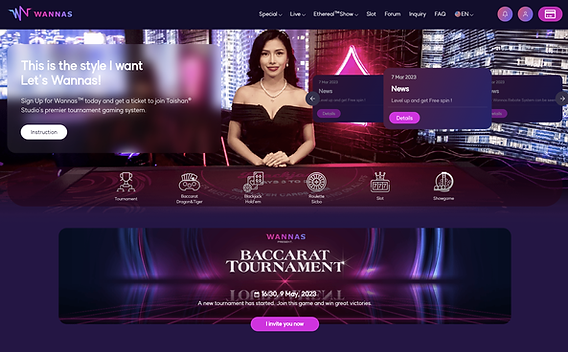 WANNAS
Special
Live
Ethereal™Show
Slot
Forum
Inquiry
FAQ
EN
This is the style I want
Let's Wannas!
Sign Up for Wannas™ today and get a ticket to join Taishan®
Studio's premier tournament gaming system.
Instruction
7 Mar 2023
News
Level up and get Free spin !
Details
7 Mar 2023
News
Level up and get Free spin !
Details
Tournament
Baccarat
Dragon&Tiger
Blackjack
Hold'em
Roulette
Sicbo
Slot
Showgame
WANNAS
BACCARAT
TOURNAMENT
16:30, 9 May, 2023
A new tournament has started. Join this game and win great victories.
I invite you now